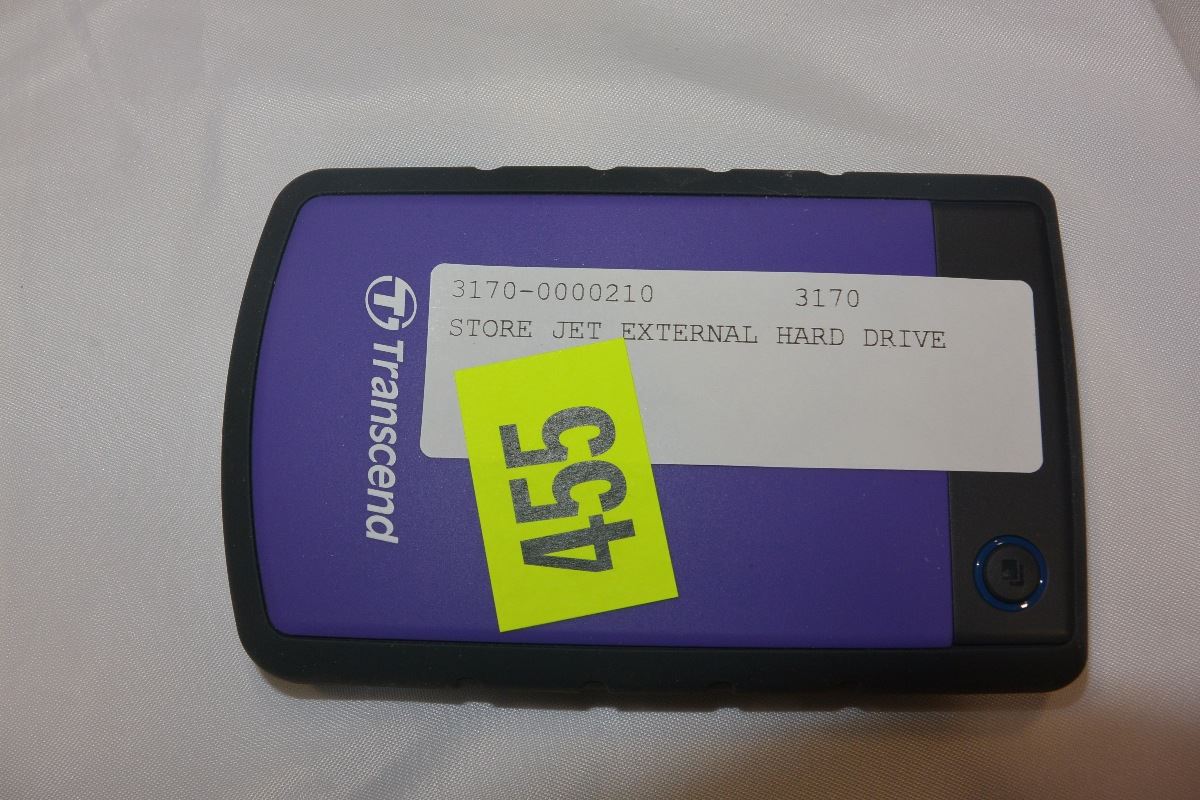 3170-0000210 3170
STORE JET EXTERNAL HARD DRIVE
Transcend
455